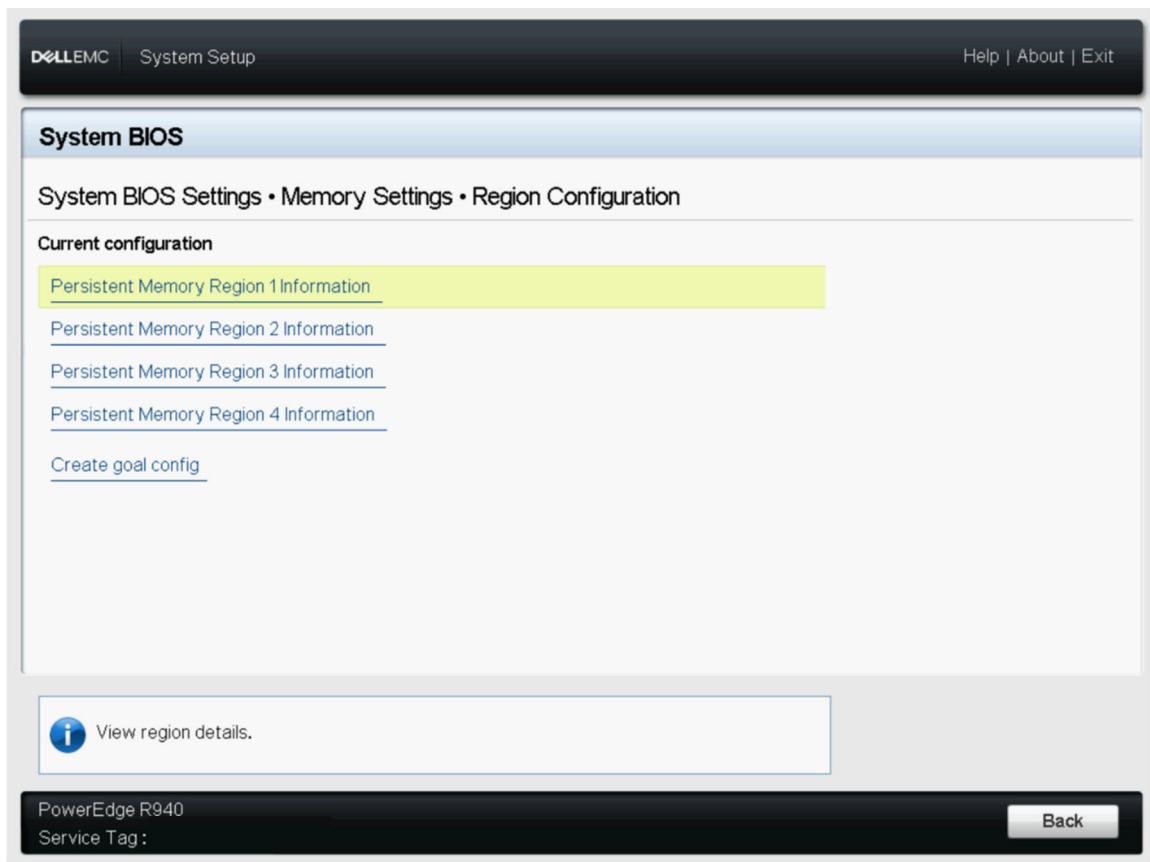 DELLEMC System Setup Help | About | Exit
System BIOS
System BIOS Settings • Memory Settings • Region Configuration
Current configuration
Persistent Memory Region 1 Information
Persistent Memory Region 2 Information
Persistent Memory Region 3 Information
Persistent Memory Region 4 Information
Create goal config
View region details.
PowerEdge R940
Service Tag :
Back